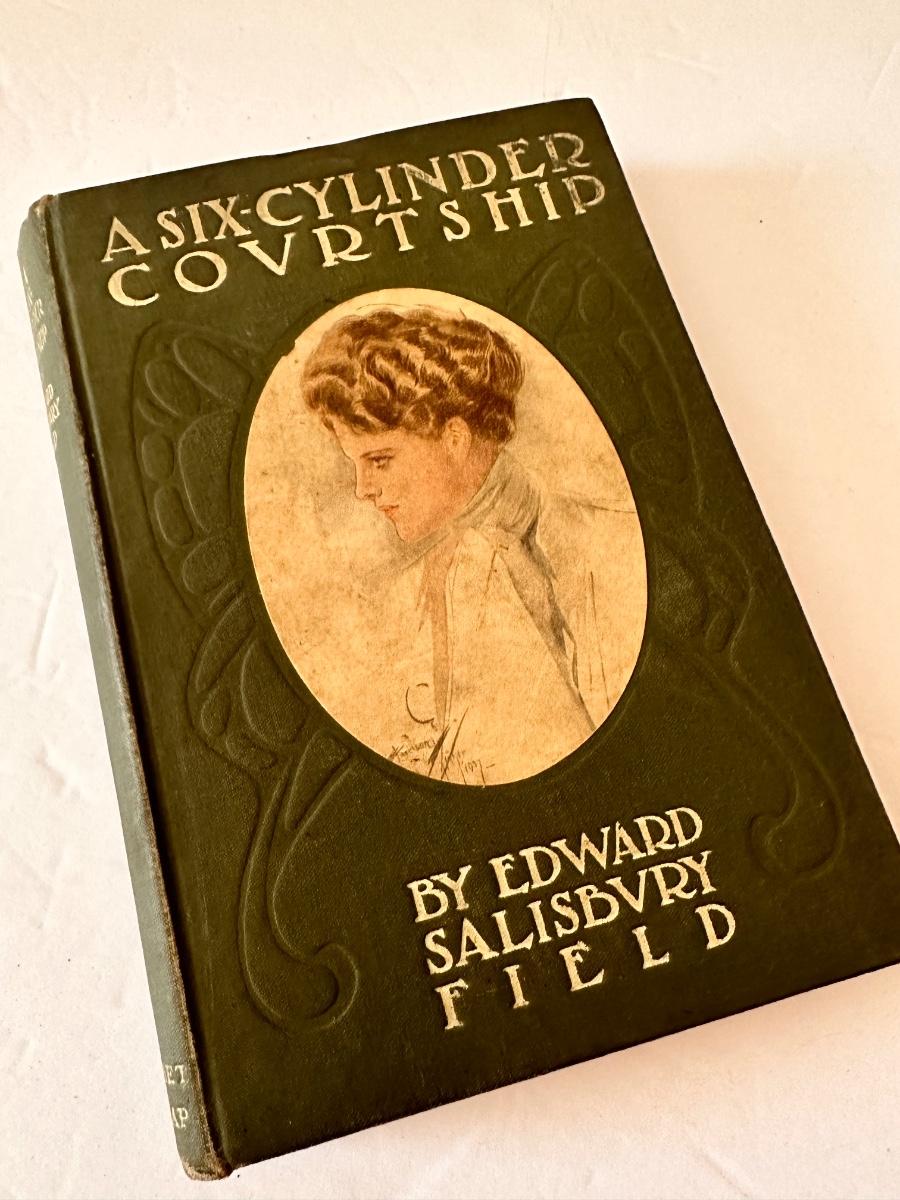 A SIX-CYLINDER
COVRTSHIP
BY EDWARD
SALISBVRY
FIELD